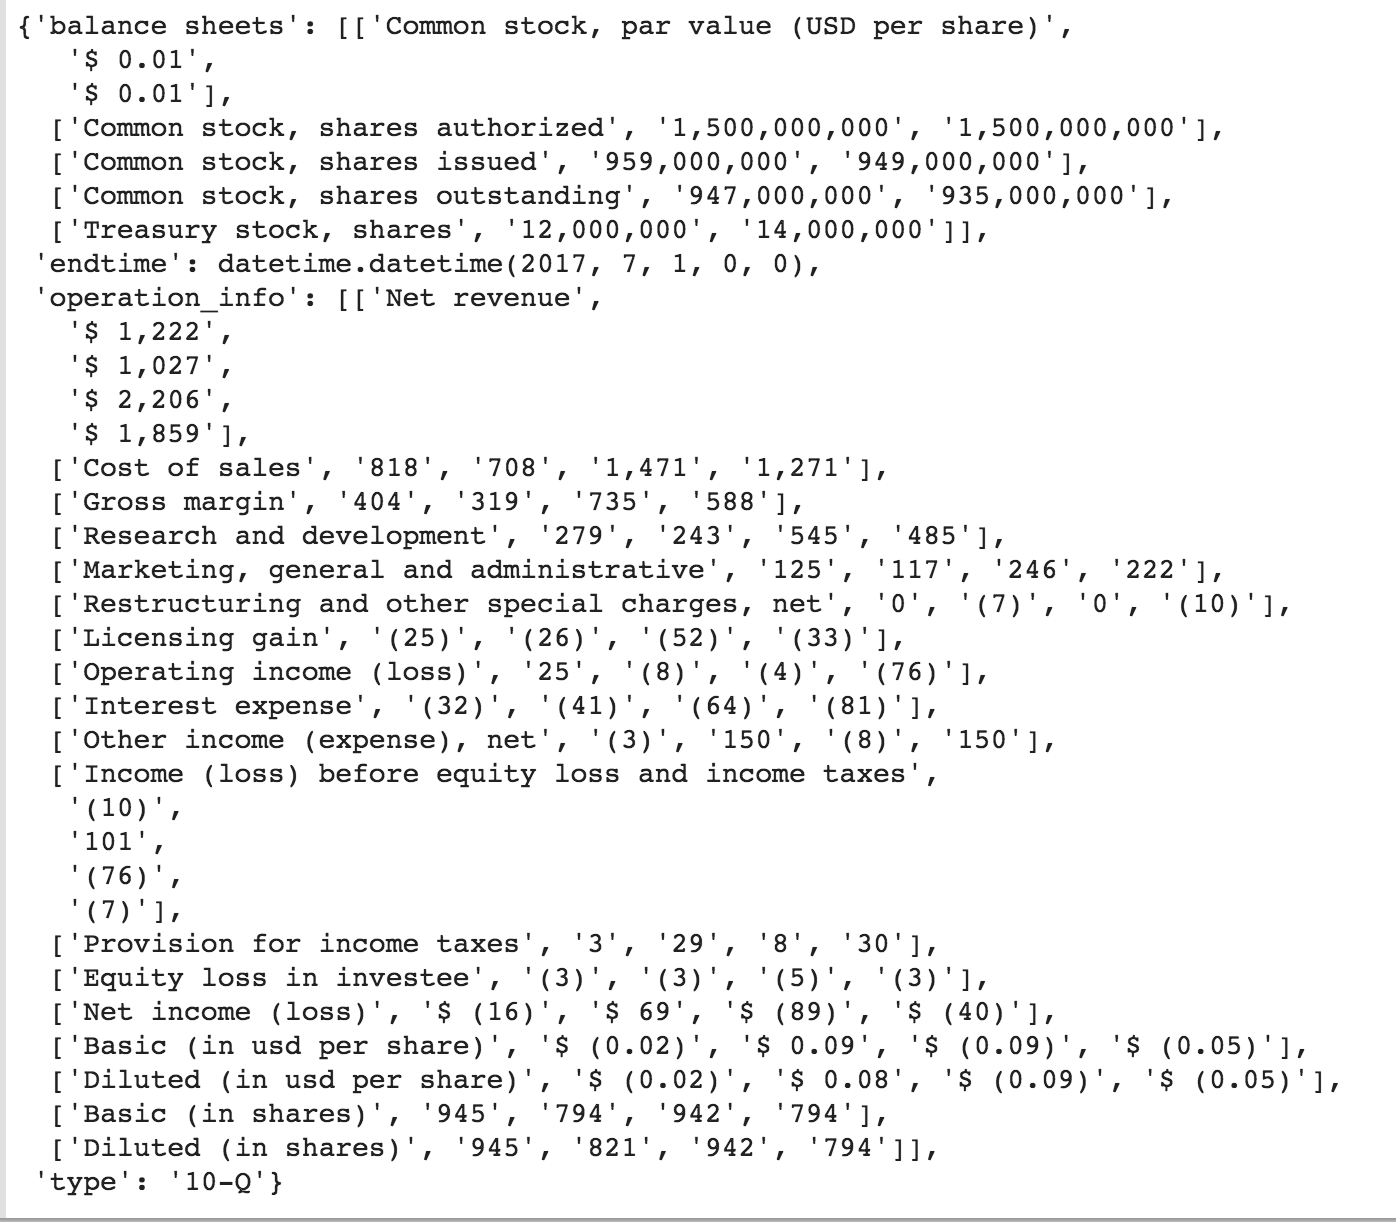 {'balance sheets': [['Common stock, par value (USD per share)',
'$ 0.01',
'$ 0.01'],
['Common stock, shares authorized', '1,500,000,000', '1,500,000,000'],
['Common stock, shares issued', '959,000,000', '949,000,000'],
['Common stock, shares outstanding', '947,000,000', '935,000,000'],
['Treasury stock, shares', '12,000,000', '14,000,000']],
'endtime': datetime.datetime(2017, 7, 1, 0, 0),
'operation_info': [['Net revenue',
'$ 1,222',
'$ 1,027',
'$ 2,206',
'$ 1,859'],
['Cost of sales', '818', '708', '1,471', '1,271'],
['Gross margin', '404', '319', '735', '588'],
['Research and development', '279', '243', '545', '485'],
['Marketing, general and administrative', '125', '117', '246', '222'],
['Restructuring and other special charges, net', '0', '(7)', '0', '(10)'],
['Licensing gain', '(25)', '(26)', '(52)', '(33)'],
['Operating income (loss)', '25', '(8)', '(4)', '(76)'],
['Interest expense', '(32)', '(41)', '(64)', '(81)'],
['Other income (expense), net', '(3)', '150', '(8)', '150'],
['Income (loss) before equity loss and income taxes',
'(10)',
'101',
'(76)',
'(7)'],
['Provision for income taxes', '3', '29', '8', '30'],
['Equity loss in investee', '(3)', '(3)', '(5)', '(3)'],
['Net income (loss)', '$ (16)', '$ 69', '$ (89)', '$ (40)'],
['Basic (in usd per share)', '$ (0.02)', '$ 0.09', '$ (0.09)', '$ (0.05)'],
['Diluted (in usd per share)', '$ (0.02)', '$ 0.08', '$ (0.09)', '$ (0.05)'],
['Basic (in shares)', '945', '794', '942', '794'],
['Diluted (in shares)', '945', '821', '942', '794']],
'type': '10-Q'}